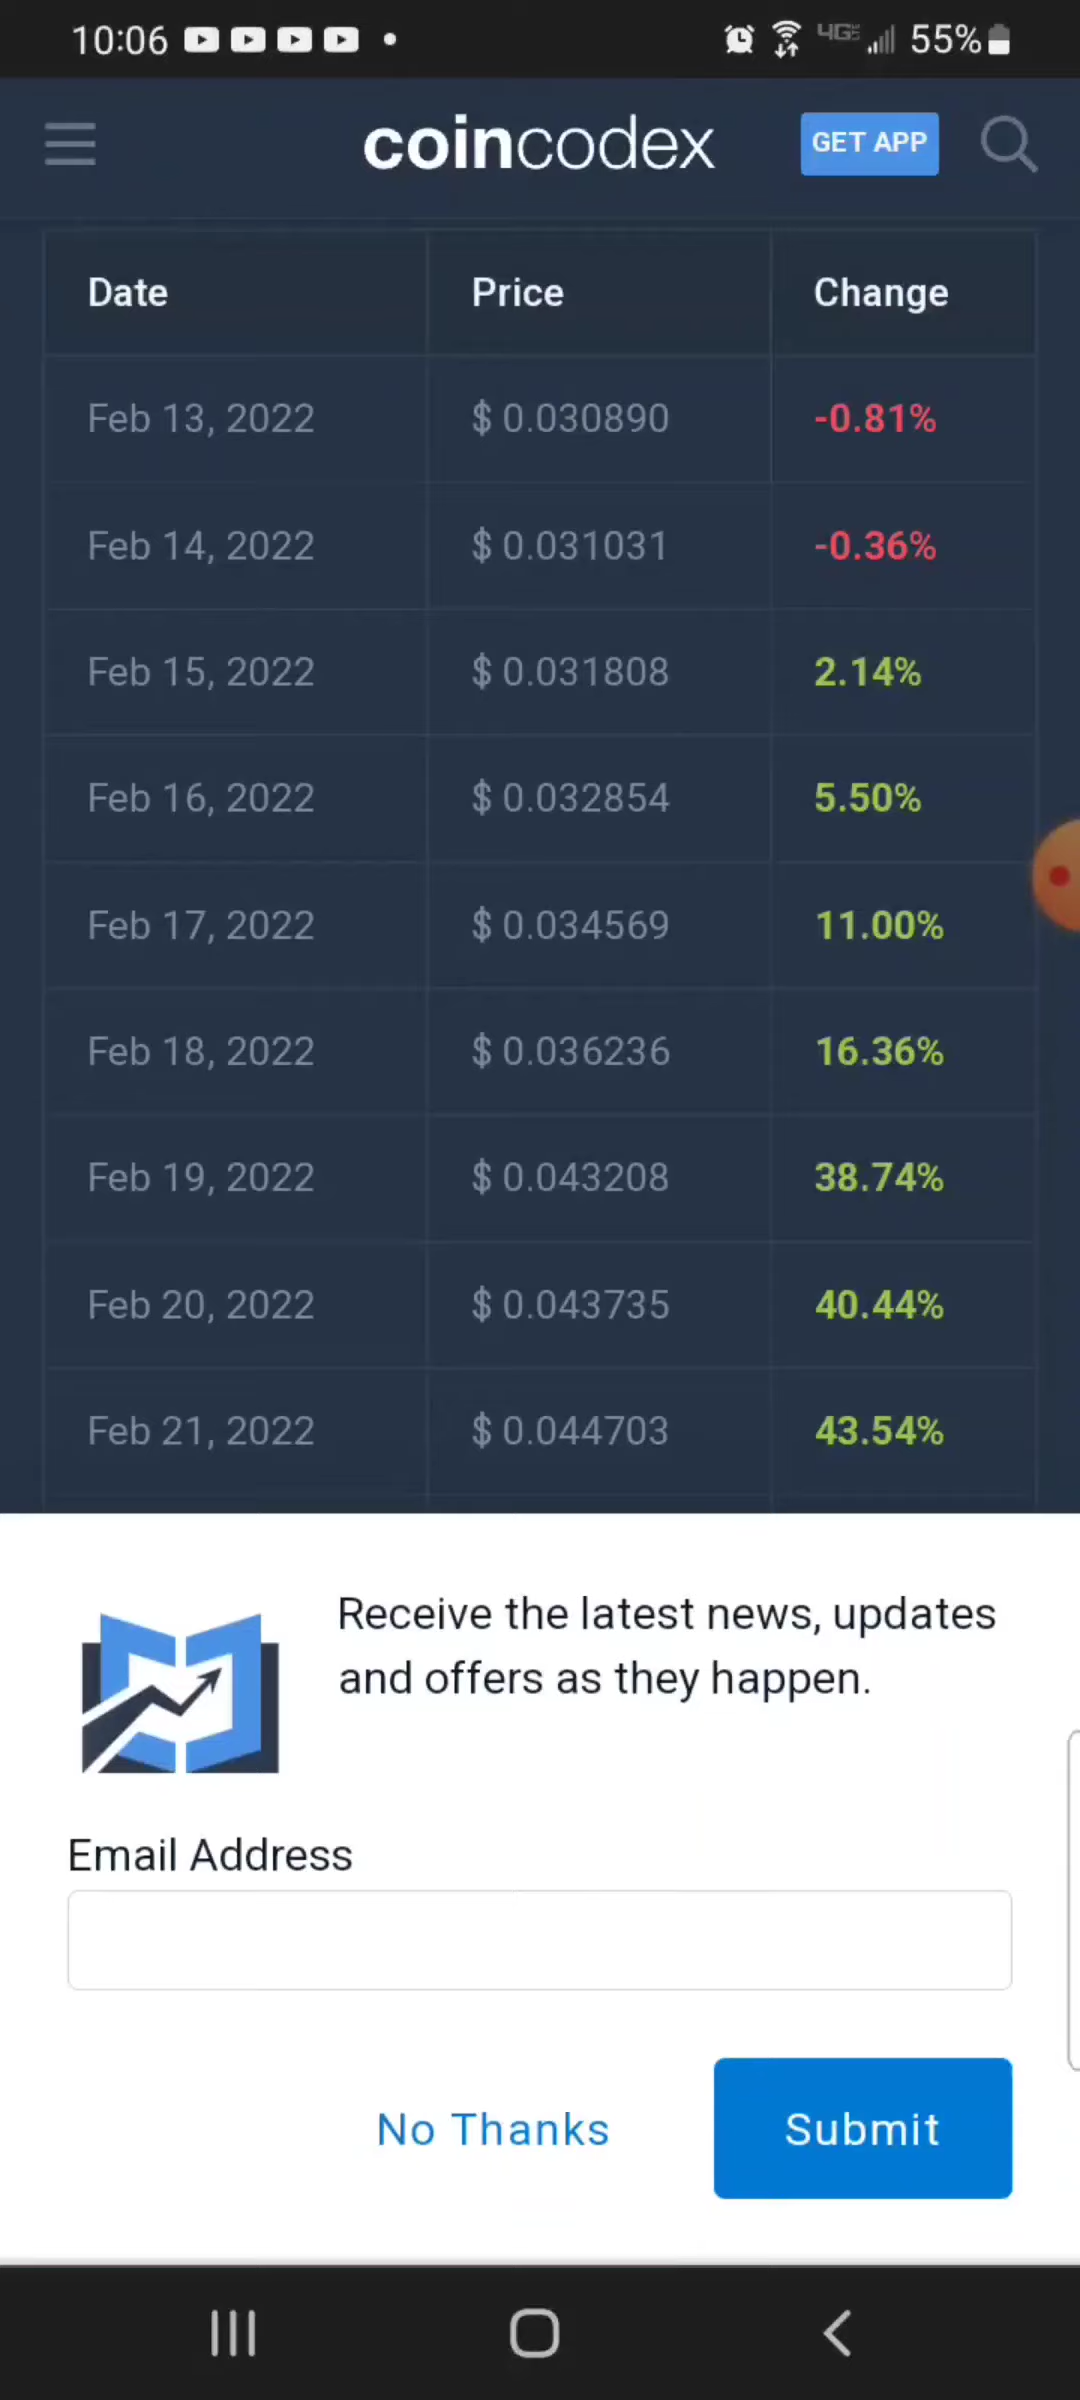 10:06 4GE 55%
coincodex GET APP
Date Price Change
Feb 13, 2022 $ 0.030890 -0.81%
Feb 14, 2022 $ 0.031031 -0.36%
Feb 15, 2022 $ 0.031808 2.14%
Feb 16, 2022 $ 0.032854 5.50%
Feb 17, 2022 $ 0.034569 11.00%
Feb 18, 2022 $ 0.036236 16.36%
Feb 19, 2022 $ 0.043208 38.74%
Feb 20, 2022 $ 0.043735 40.44%
Feb 21, 2022 $ 0.044703 43.54%
Receive the latest news, updates
and offers as they happen.
Email Address
No Thanks Submit